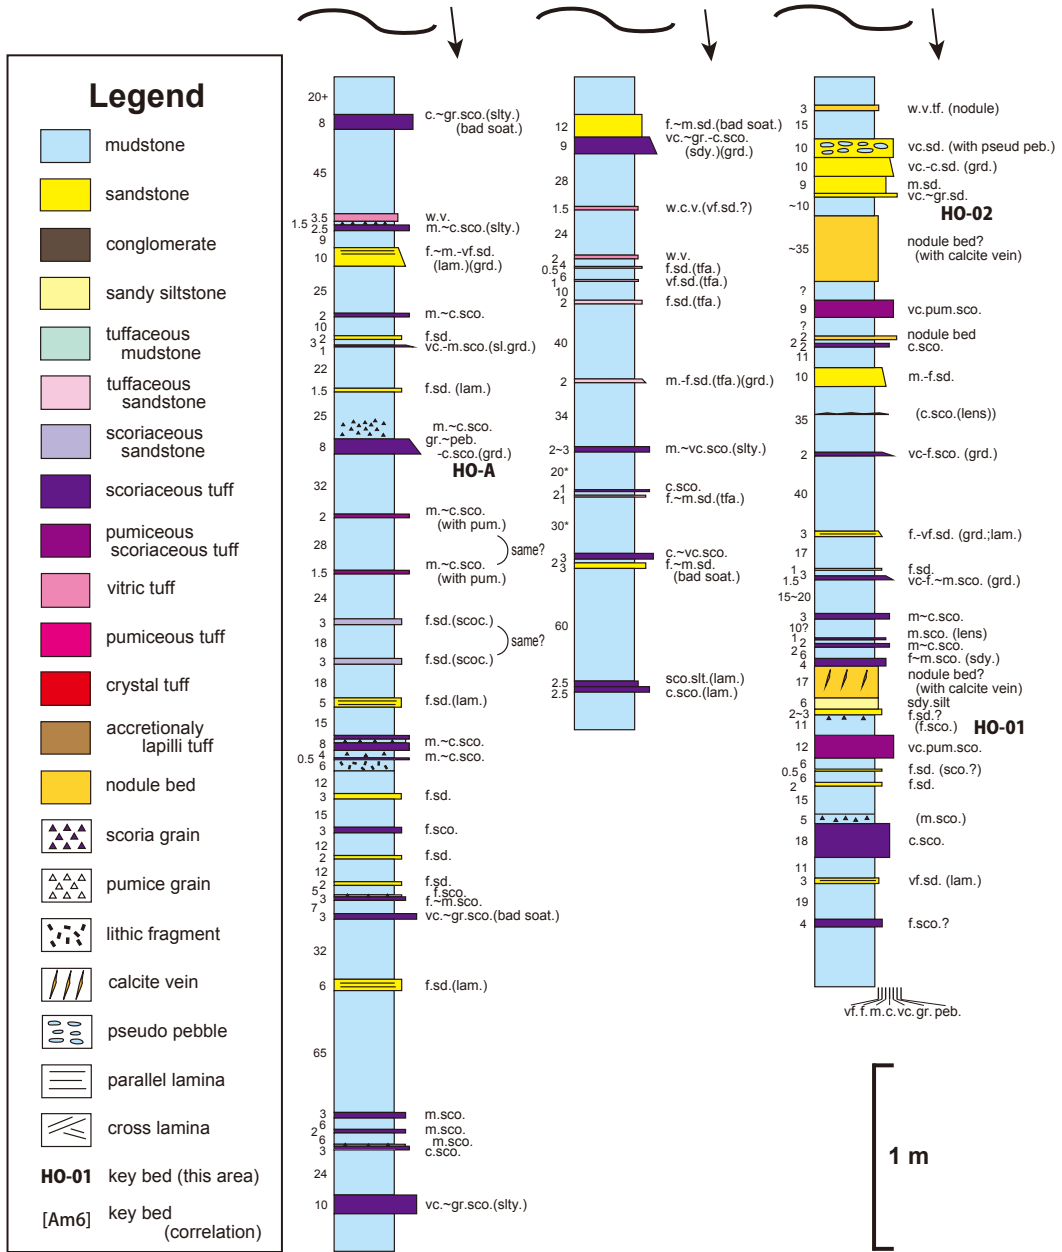 Legend
mudstone
sandstone
conglomerate
sandy siltstone
tuffaceous
mudstone
tuffaceous
sandstone
scoriaceous
sandstone
scoriaceous tuff
pumiceous
scoriaceous tuff
vitric tuff
pumiceous tuff
crystal tuff
accretionaly
lapilli tuff
nodule bed
scoria grain
pumice grain
lithic fragment
calcite vein
pseudo pebble
parallel lamina
cross lamina
HO-01 key bed (this area)
[Am6] key bed
(correlation)
20+
8 c.~gr.sco.(slty.)
(bad soat.)
45
3.5 w.v.
1.5 2.5 m.~c.sco.(slty.)
9
10 f.~m.-vf.sd.
(lam.)(grd.)
25
2 m.~c.sco.
10
3 2 f.sd.
1 vc.-m.sco.(sl.grd.)
22
1.5 f.sd. (lam.)
25 m.~c.sco.
8 gr.~peb.
-c.sco.(grd.)
HO-A
32
2 m.~c.sco.
(with pum.)
28 same?
1.5 m.~c.sco.
(with pum.)
24
3 f.sd.(scoc.)
18 same?
3 f.sd.(scoc.)
18
5 f.sd.(lam.)
15
8 m.~c.sco.
0.5 4 m.~c.sco.
6
12
3 f.sd.
15
3 f.sco.
12
2 f.sd.
12
2 f.sd.
5 f.sco.
3 f.~m.sco.
7
3 vc.~gr.sco.(bad soat.)
32
6 f.sd.(lam.)
65
3 m.sco.
6
2 m.sco.
6 m.sco.
3 c.sco.
24
10 vc.~gr.sco.(slty.)
12 f.~m.sd.(bad soat.)
9 vc.~gr.-c.sco.
(sdy.)(grd.)
28
1.5 w.c.v.(vf.sd.?)
24
2 w.v.
0.5 4 f.sd.(tfa.)
6
1 vf.sd.(tfa.)
10
2 f.sd.(tfa.)
40
2 m.-f.sd.(tfa.)(grd.)
34
2~3 m.~vc.sco.(slty.)
20*
1 c.sco.
21 1 f.~m.sd.(tfa.)
30*
3 c.~vc.sco.
2 3 f.~m.sd.
(bad soat.)
60
2.5 sco.slt.(lam.)
2.5 c.sco.(lam.)
3 w.v.tf. (nodule)
15
10 vc.sd. (with pseud peb.)
10 vc.-c.sd. (grd.)
9 m.sd.
vc.~gr.sd.
~10 HO-02
~35 nodule bed?
(with calcite vein)
?
9 vc.pum.sco.
?
2 nodule bed
2 2 c.sco.
11
10 m.-f.sd.
35 (c.sco.(lens))
2 vc-f.sco. (grd.)
40
3 f.-vf.sd. (grd.;lam.)
17
1 f.sd.
1.5 3 vc-f.~m.sco. (grd.)
15~20
3 m~c.sco.
10?
1 m.sco. (lens)
2 2 m~c.sco.
6
4 f~m.sco. (sdy.)
17 nodule bed?
(with calcite vein)
6 sdy.silt
2~3 f.sd.?
11 (f.sco.) HO-01
12 vc.pum.sco.
6
0.5 f.sd. (sco.?)
6
2 f.sd.
15
5 (m.sco.)
18 c.sco.
11
3 vf.sd. (lam.)
19
4 f.sco.?
vf. f. m. c. vc. gr. peb.
1 m